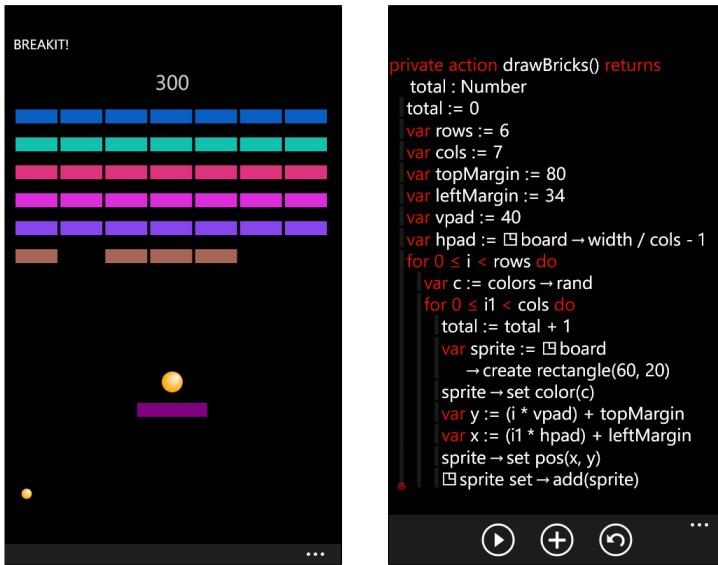 BREAKIT!
300
private action drawBricks() returns
total : Number
total := 0
var rows := 6
var cols := 7
var topMargin := 80
var leftMargin := 34
var vpad := 40
var hpad := ◳ board → width / cols - 1
for 0 ≤ i < rows do
var c := colors → rand
for 0 ≤ i1 < cols do
total := total + 1
var sprite := ◳ board
→ create rectangle(60, 20)
sprite → set color(c)
var y := (i * vpad) + topMargin
var x := (i1 * hpad) + leftMargin
sprite → set pos(x, y)
◳ sprite set → add(sprite)